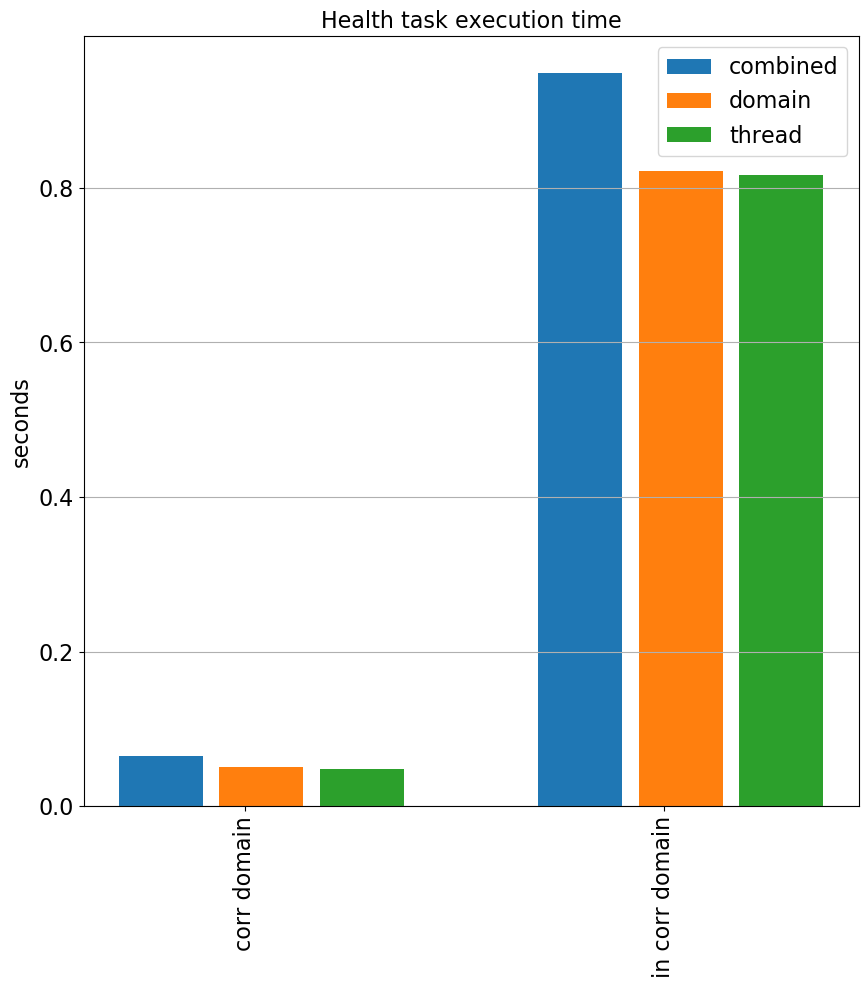 Health task execution time
combined
domain
thread
seconds
0.8
0.6
0.4
0.2
0.0
corr domain
in corr domain